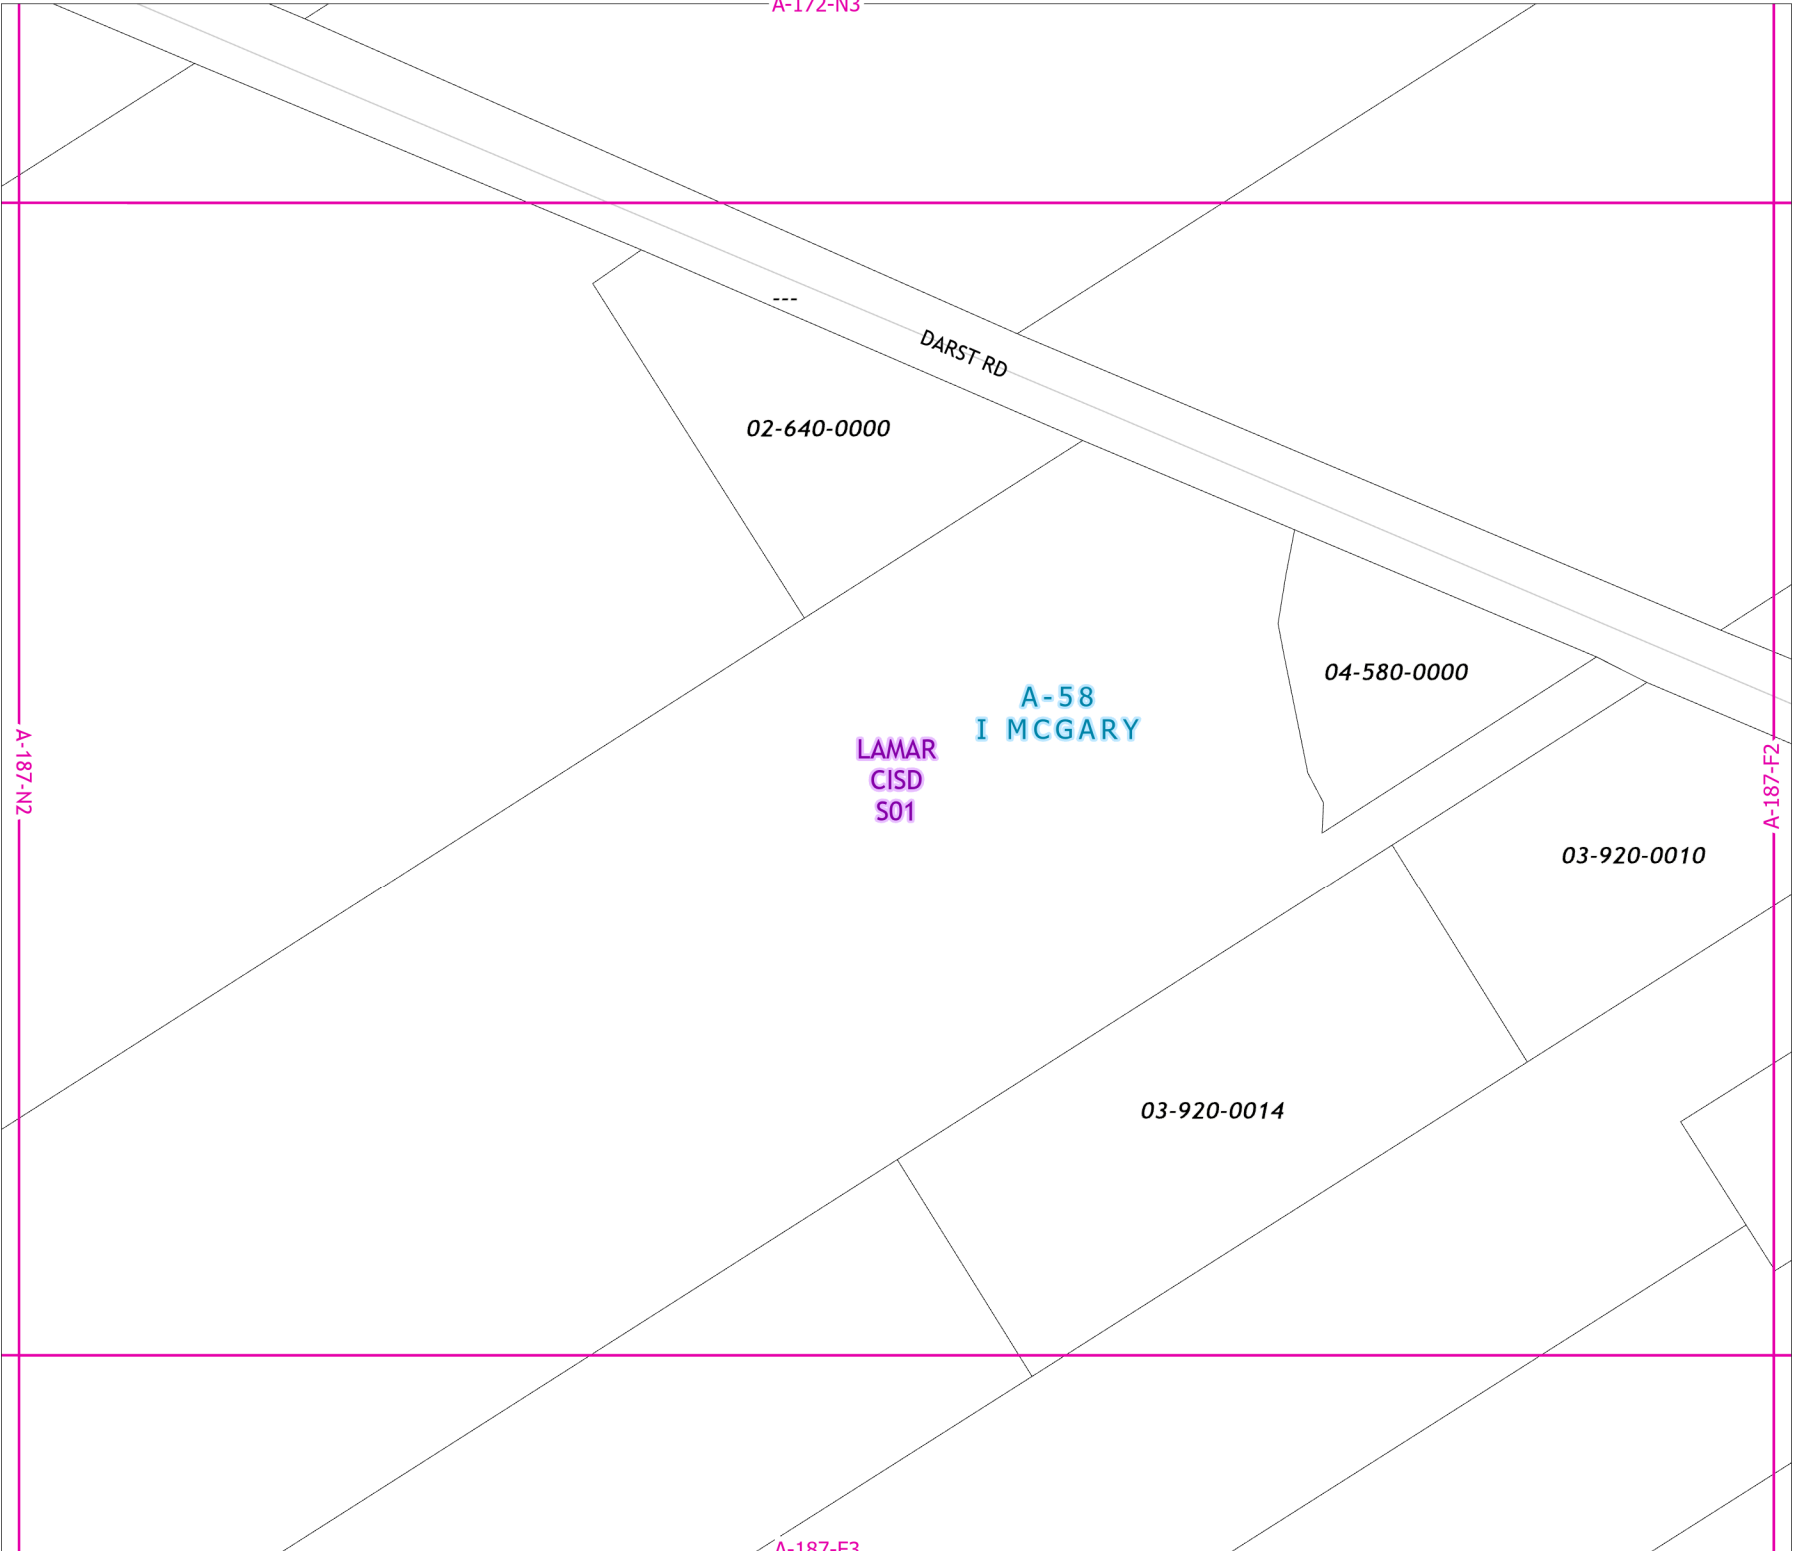 A-172-N3
---
DARST RD
02-640-0000
04-580-0000
A-58
I MCGARY
LAMAR
CISD
S01
A-187-N2
A-187-F2
03-920-0010
03-920-0014
A-187-F3